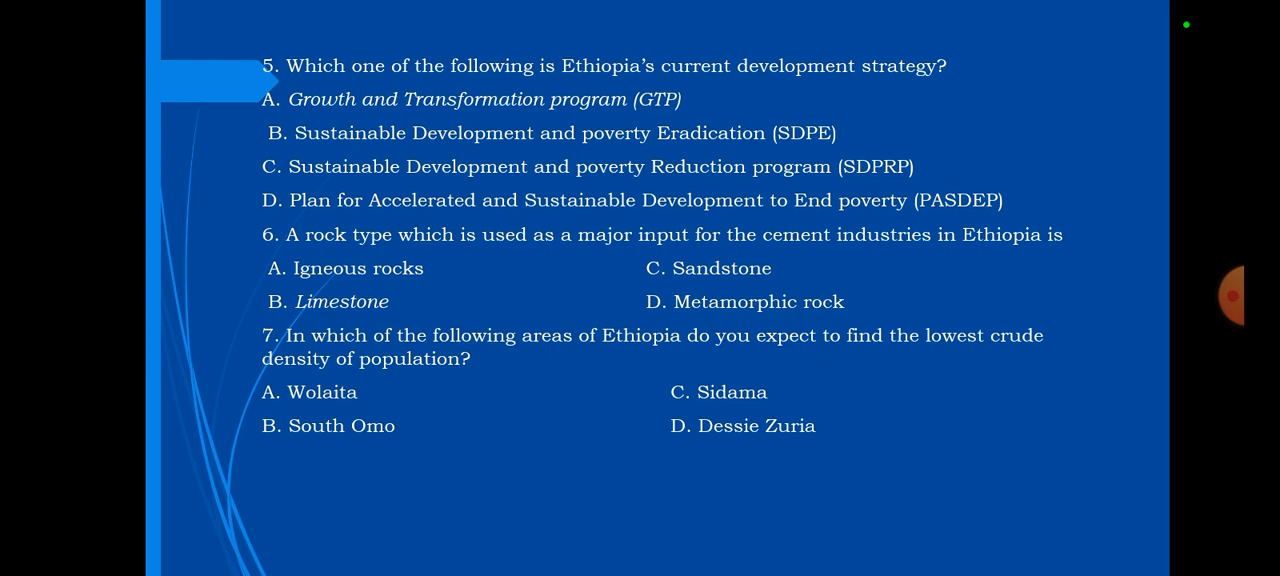 5. Which one of the following is Ethiopia’s current development strategy?
A. Growth and Transformation program (GTP)
B. Sustainable Development and poverty Eradication (SDPE)
C. Sustainable Development and poverty Reduction program (SDPRP)
D. Plan for Accelerated and Sustainable Development to End poverty (PASDEP)
6. A rock type which is used as a major input for the cement industries in Ethiopia is
A. Igneous rocks C. Sandstone
B. Limestone D. Metamorphic rock
7. In which of the following areas of Ethiopia do you expect to find the lowest crude
density of population?
A. Wolaita C. Sidama
B. South Omo D. Dessie Zuria